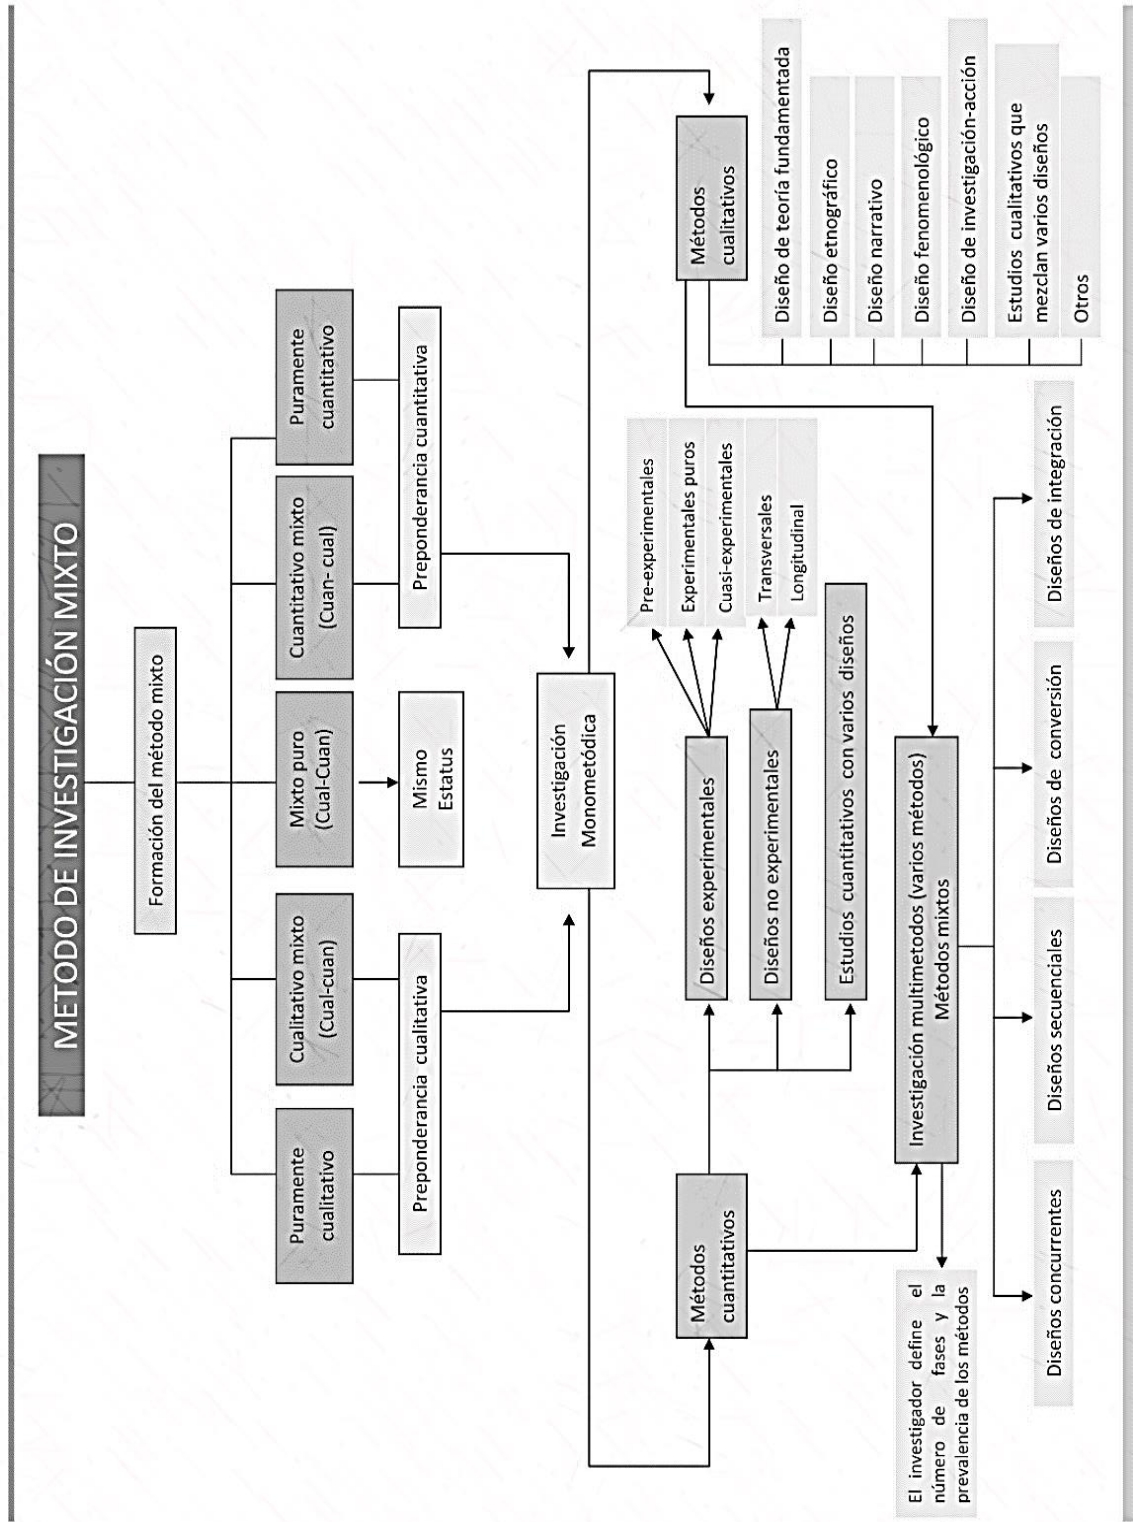 METODO DE INVESTIGACIÓN MIXTO
Formación del método mixto
Puramente
cualitativo
Cualitativo mixto
(Cual-cuan)
Mixto puro
(Cual-Cuan)
Cuantitativo mixto
(Cuan- cual)
Puramente
cuantitativo
Preponderancia cualitativa
Mismo
Estatus
Preponderancia cuantitativa
Investigación
Monometódica
Métodos
cuantitativos
Diseños experimentales
Pre-experimentales
Experimentales puros
Cuasi-experimentales
Diseños no experimentales
Transversales
Longitudinal
Estudios cuantitativos con varios diseños
Métodos
cualitativos
Diseño de teoría fundamentada
Diseño etnográfico
Diseño narrativo
Diseño fenomenológico
Diseño de investigación-acción
Estudios cualitativos que
mezclan varios diseños
Otros
Investigación multimetodos (varios métodos)
Métodos mixtos
El investigador define el
número de fases y la
prevalencia de los métodos
Diseños concurrentes
Diseños secuenciales
Diseños de conversión
Diseños de integración